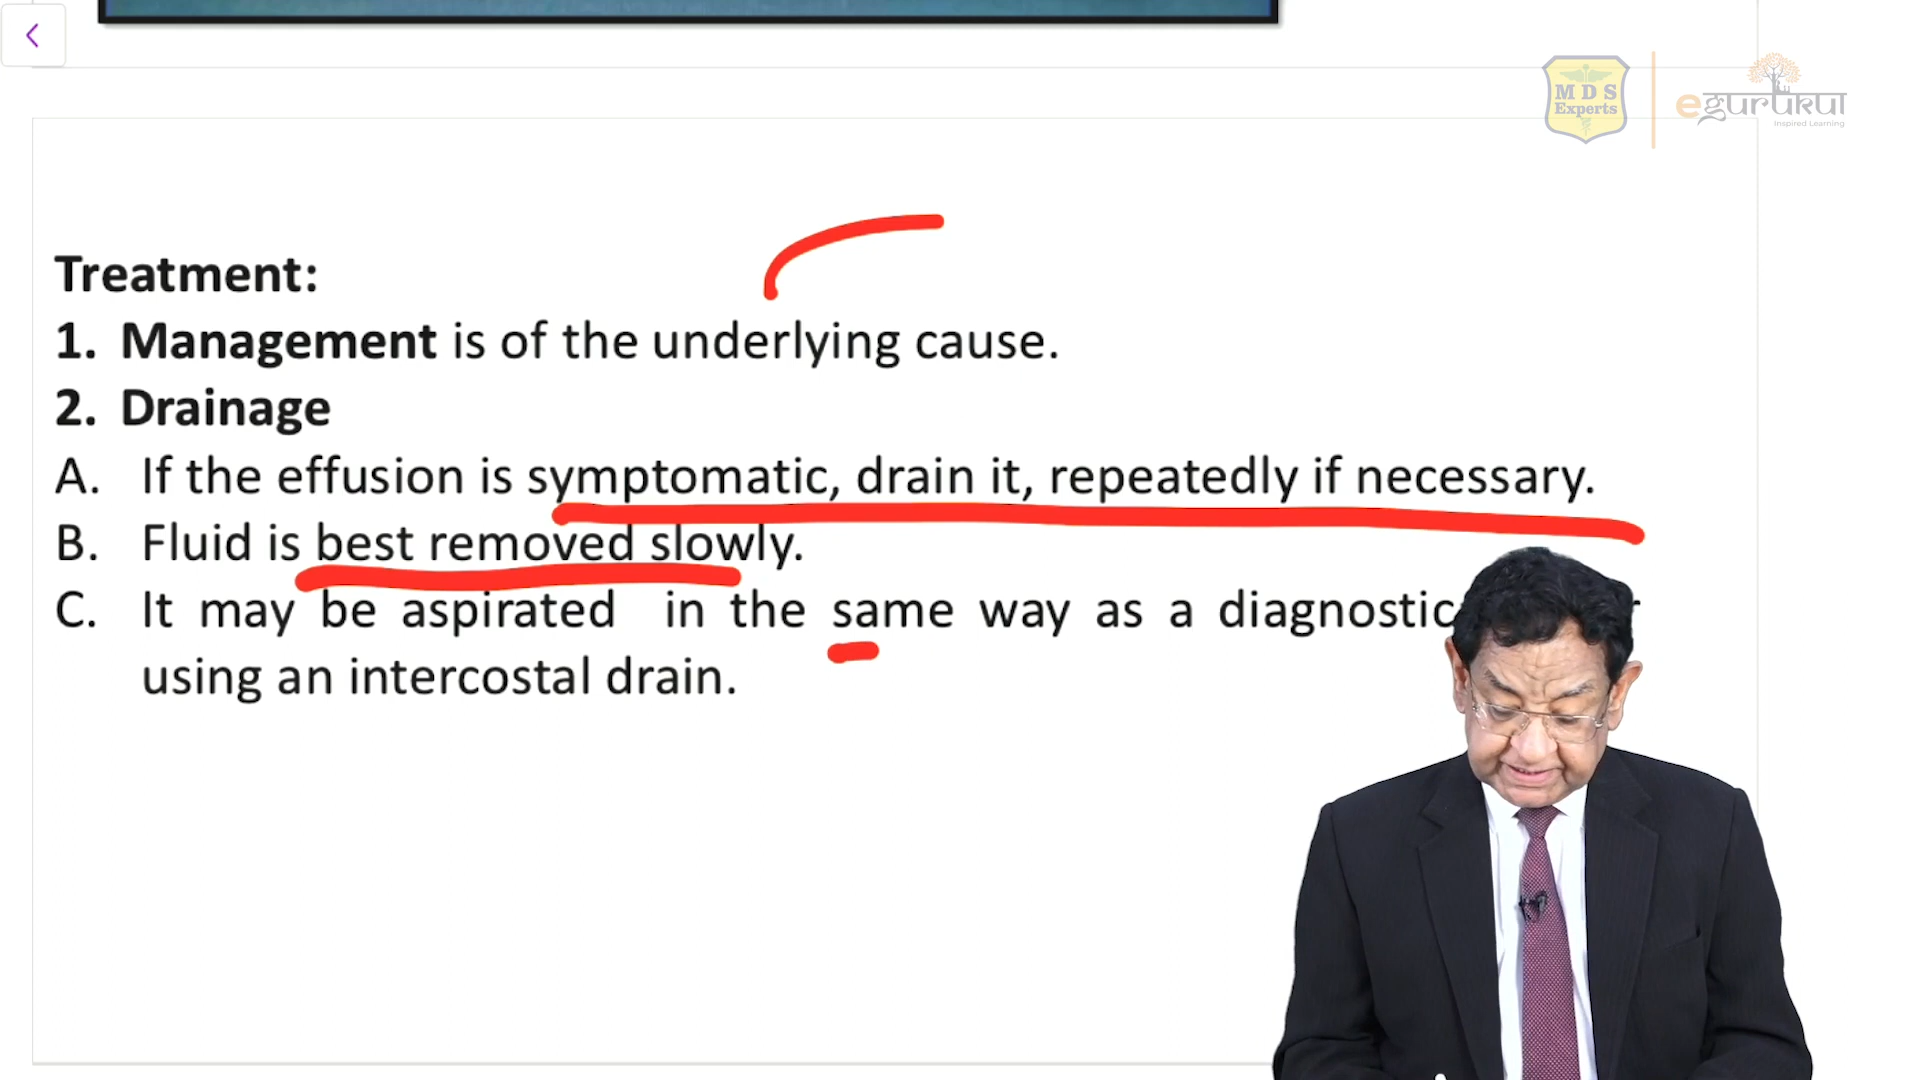 M D S
Experts
egurukul
Inspired Learning
Treatment:
1. Management is of the underlying cause.
2. Drainage
A. If the effusion is symptomatic, drain it, repeatedly if necessary.
B. Fluid is best removed slowly.
C. It may be aspirated in the same way as a diagnostic
using an intercostal drain.